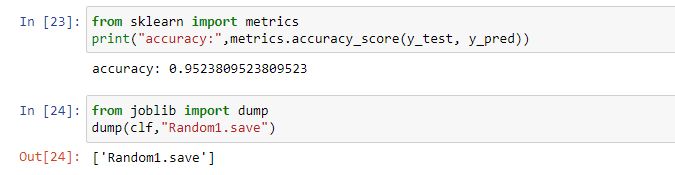 In [23]: from sklearn import metrics
print("accuracy:",metrics.accuracy_score(y_test, y_pred))
accuracy: 0.9523809523809523
In [24]: from joblib import dump
dump(clf,"Random1.save")
Out[24]: ['Random1.save']